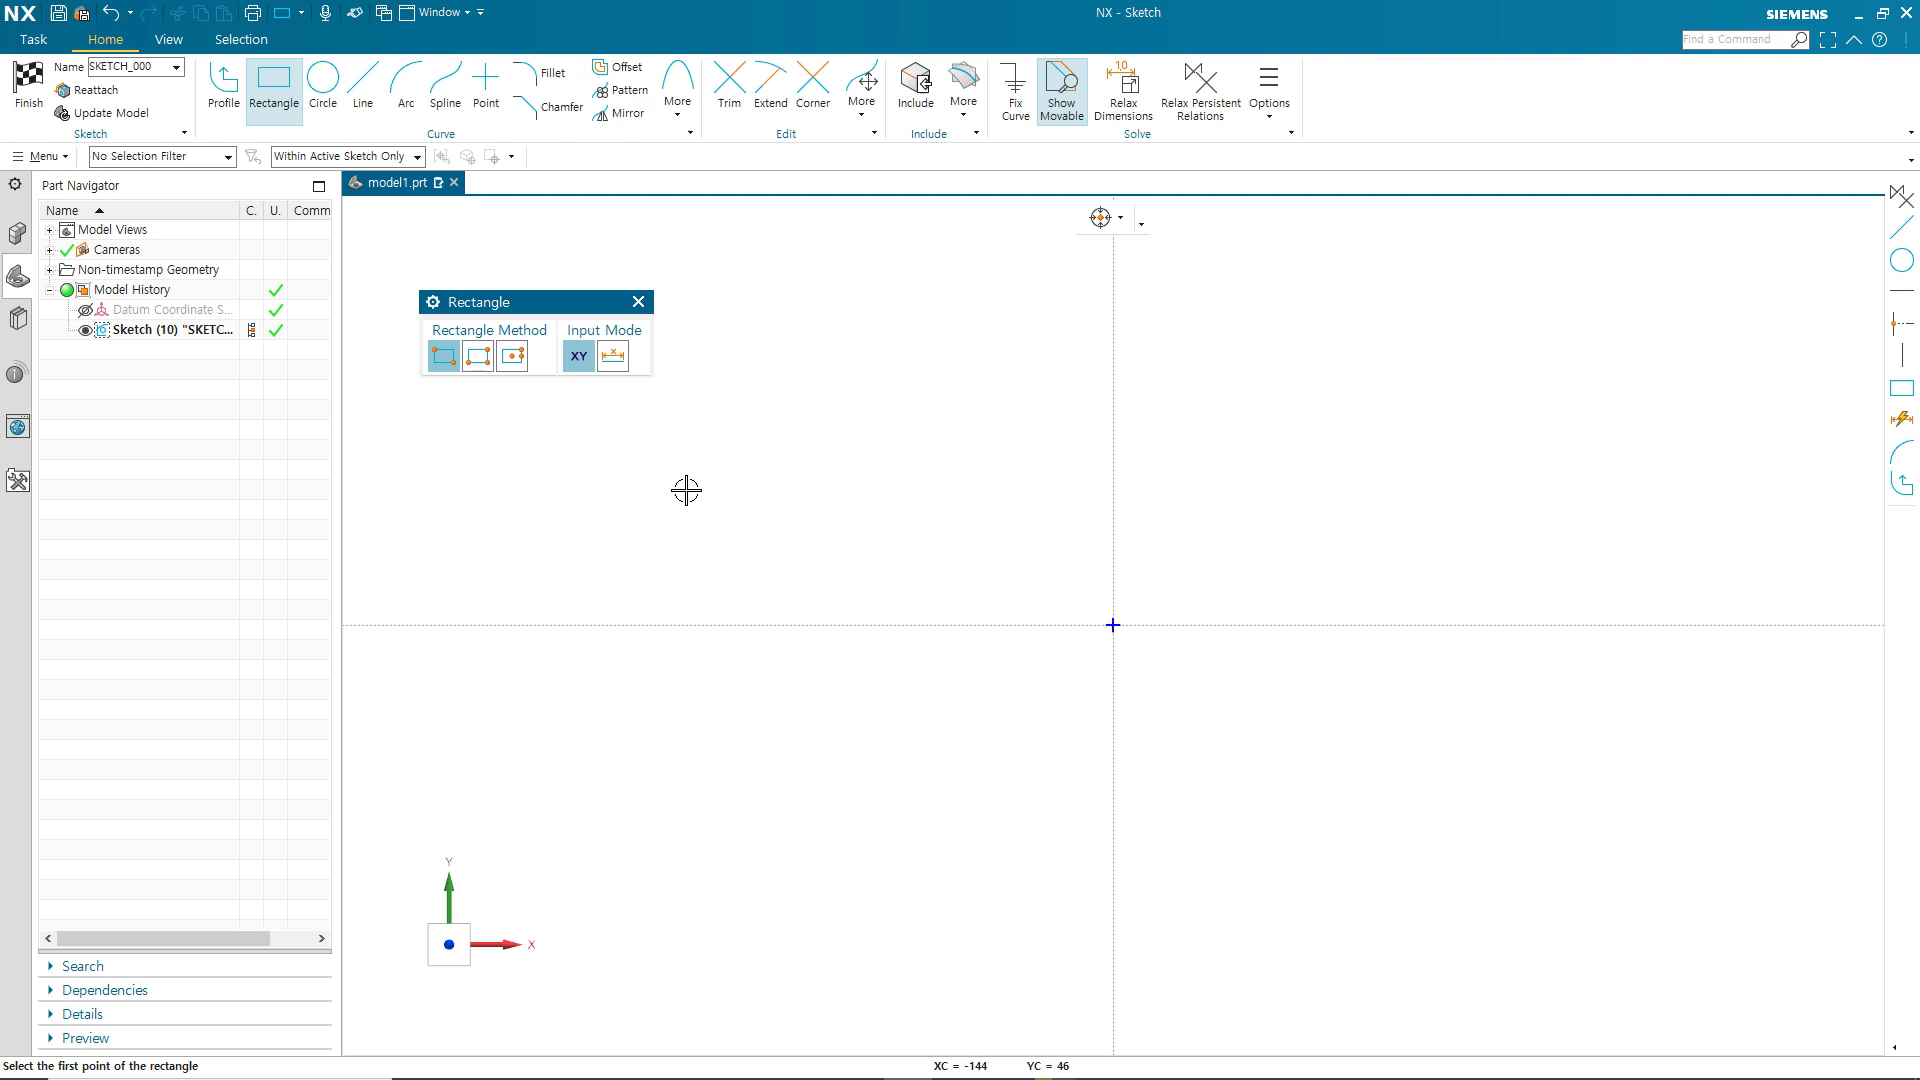 NX
Window
NX - Sketch
SIEMENS
Task
Home
View
Selection
Find a Command
Finish
Name
SKETCH_000
Reattach
Update Model
Sketch
Profile
Rectangle
Circle
Line
Arc
Spline
Point
Fillet
Chamfer
Offset
Pattern
Mirror
More
Curve
Trim
Extend
Corner
More
Edit
Include
More
Include
Fix
Curve
Show
Movable
1.0
Relax
Dimensions
Relax Persistent
Relations
Options
Solve
Menu
No Selection Filter
Within Active Sketch Only
Part Navigator
model1.prt
Name
C.
U.
Comm
Model Views
Cameras
Non-timestamp Geometry
Model History
Datum Coordinate S...
Sketch (10) "SKETC...
Rectangle
Rectangle Method
Input Mode
XY
Y
X
Search
Dependencies
Details
Preview
Select the first point of the rectangle
XC = -144
YC = 46